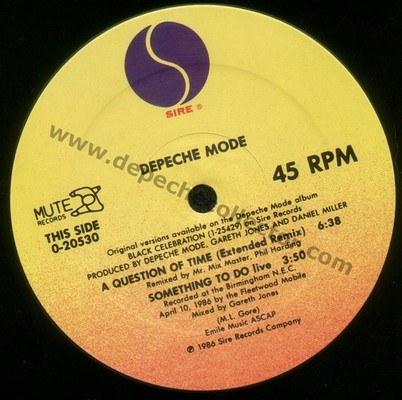 SIRE ®
DEPECHE MODE
45 RPM
MUTE
RECORDS
THIS SIDE
0-20530
Original versions available on the Depeche Mode album
BLACK CELEBRATION (1-25429) on Sire Records
PRODUCED BY DEPECHE MODE, GARETH JONES AND DANIEL MILLER
A QUESTION OF TIME (Extended Remix) 6:38
Remixed by Mr. Mix Master, Phil Harding
SOMETHING TO DO live 3:50
Recorded at the Birmingham N.E.C.
April 10, 1986 by the Fleetwood Mobile
Mixed by Gareth Jones
(M.L. Gore)
Emile Music ASCAP
℗ 1986 Sire Records Company